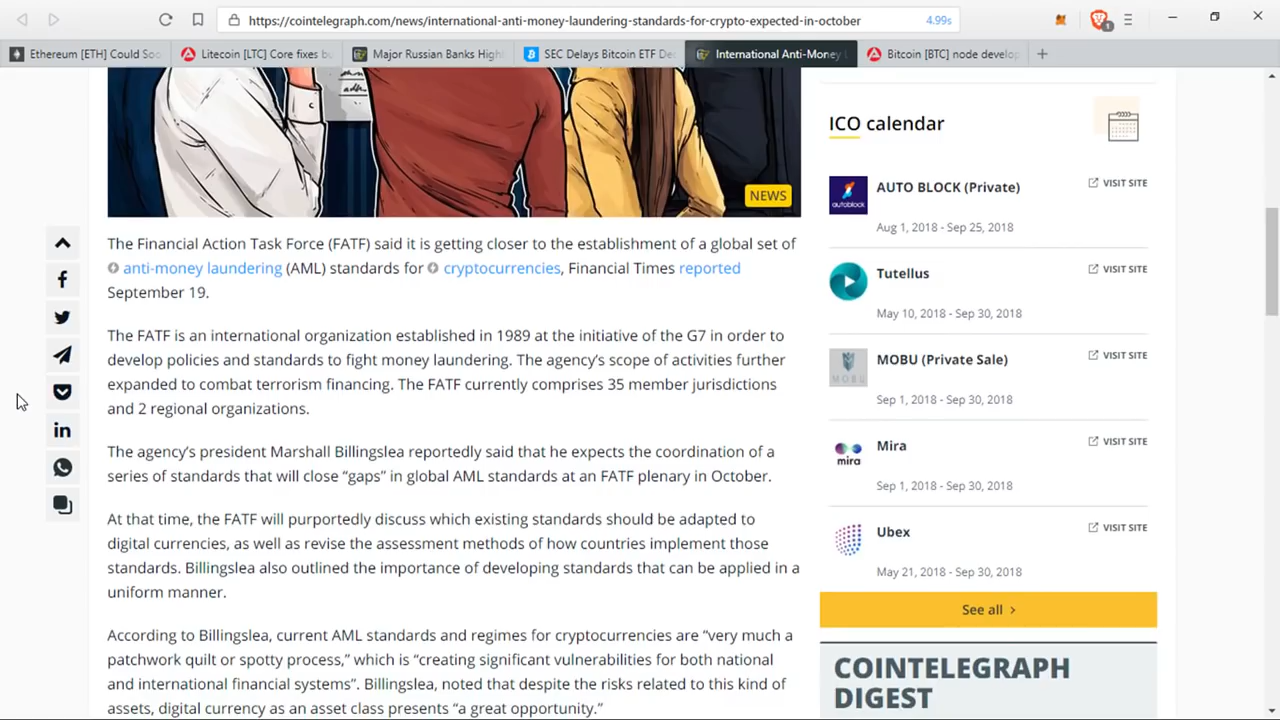 https://cointelegraph.com/news/international-anti-money-laundering-standards-for-crypto-expected-in-october
4.99s
1
Ethereum [ETH] Could Soo
Litecoin [LTC] Core fixes bu
Major Russian Banks High
SEC Delays Bitcoin ETF De
International Anti-Money L
Bitcoin [BTC] node develop
NEWS
The Financial Action Task Force (FATF) said it is getting closer to the establishment of a global set of
anti-money laundering (AML) standards for cryptocurrencies, Financial Times reported
September 19.
The FATF is an international organization established in 1989 at the initiative of the G7 in order to
develop policies and standards to fight money laundering. The agency’s scope of activities further
expanded to combat terrorism financing. The FATF currently comprises 35 member jurisdictions
and 2 regional organizations.
The agency’s president Marshall Billingslea reportedly said that he expects the coordination of a
series of standards that will close “gaps” in global AML standards at an FATF plenary in October.
At that time, the FATF will purportedly discuss which existing standards should be adapted to
digital currencies, as well as revise the assessment methods of how countries implement those
standards. Billingslea also outlined the importance of developing standards that can be applied in a
uniform manner.
According to Billingslea, current AML standards and regimes for cryptocurrencies are “very much a
patchwork quilt or spotty process,” which is “creating significant vulnerabilities for both national
and international financial systems”. Billingslea, noted that despite the risks related to this kind of
assets, digital currency as an asset class presents “a great opportunity.”
ICO calendar
autoblock
AUTO BLOCK (Private)
VISIT SITE
Aug 1, 2018 - Sep 25, 2018
Tutellus
VISIT SITE
May 10, 2018 - Sep 30, 2018
MOBU
MOBU (Private Sale)
VISIT SITE
Sep 1, 2018 - Sep 30, 2018
mira
Mira
VISIT SITE
Sep 1, 2018 - Sep 30, 2018
Ubex
VISIT SITE
May 21, 2018 - Sep 30, 2018
See all >
COINTELEGRAPH
DIGEST